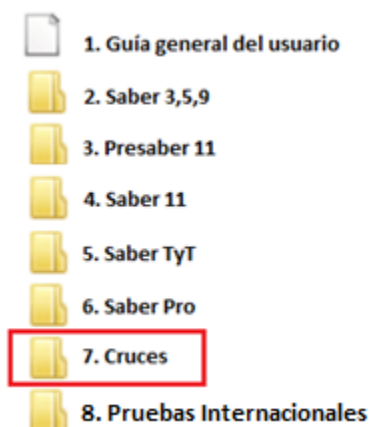 1. Guía general del usuario
2. Saber 3,5,9
3. Presaber 11
4. Saber 11
5. Saber TyT
6. Saber Pro
7. Cruces
8. Pruebas Internacionales